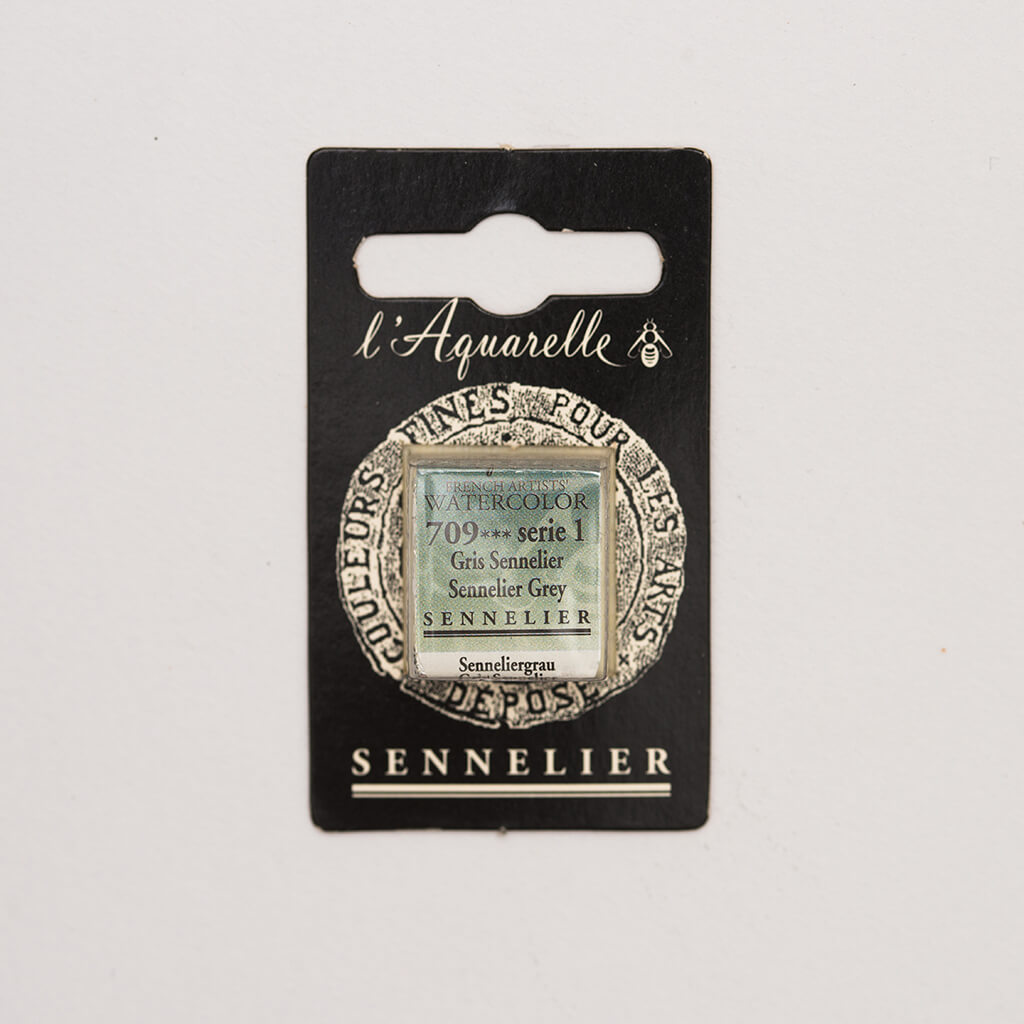 l'Aquarelle
COULEURS FINES POUR LES ARTS
FRENCH ARTISTS'
WATERCOLOR
709*** serie 1
Gris Sennelier
Sennelier Grey
SENNELIER
Senneliergrau
DÉPOSÉ
SENNELIER